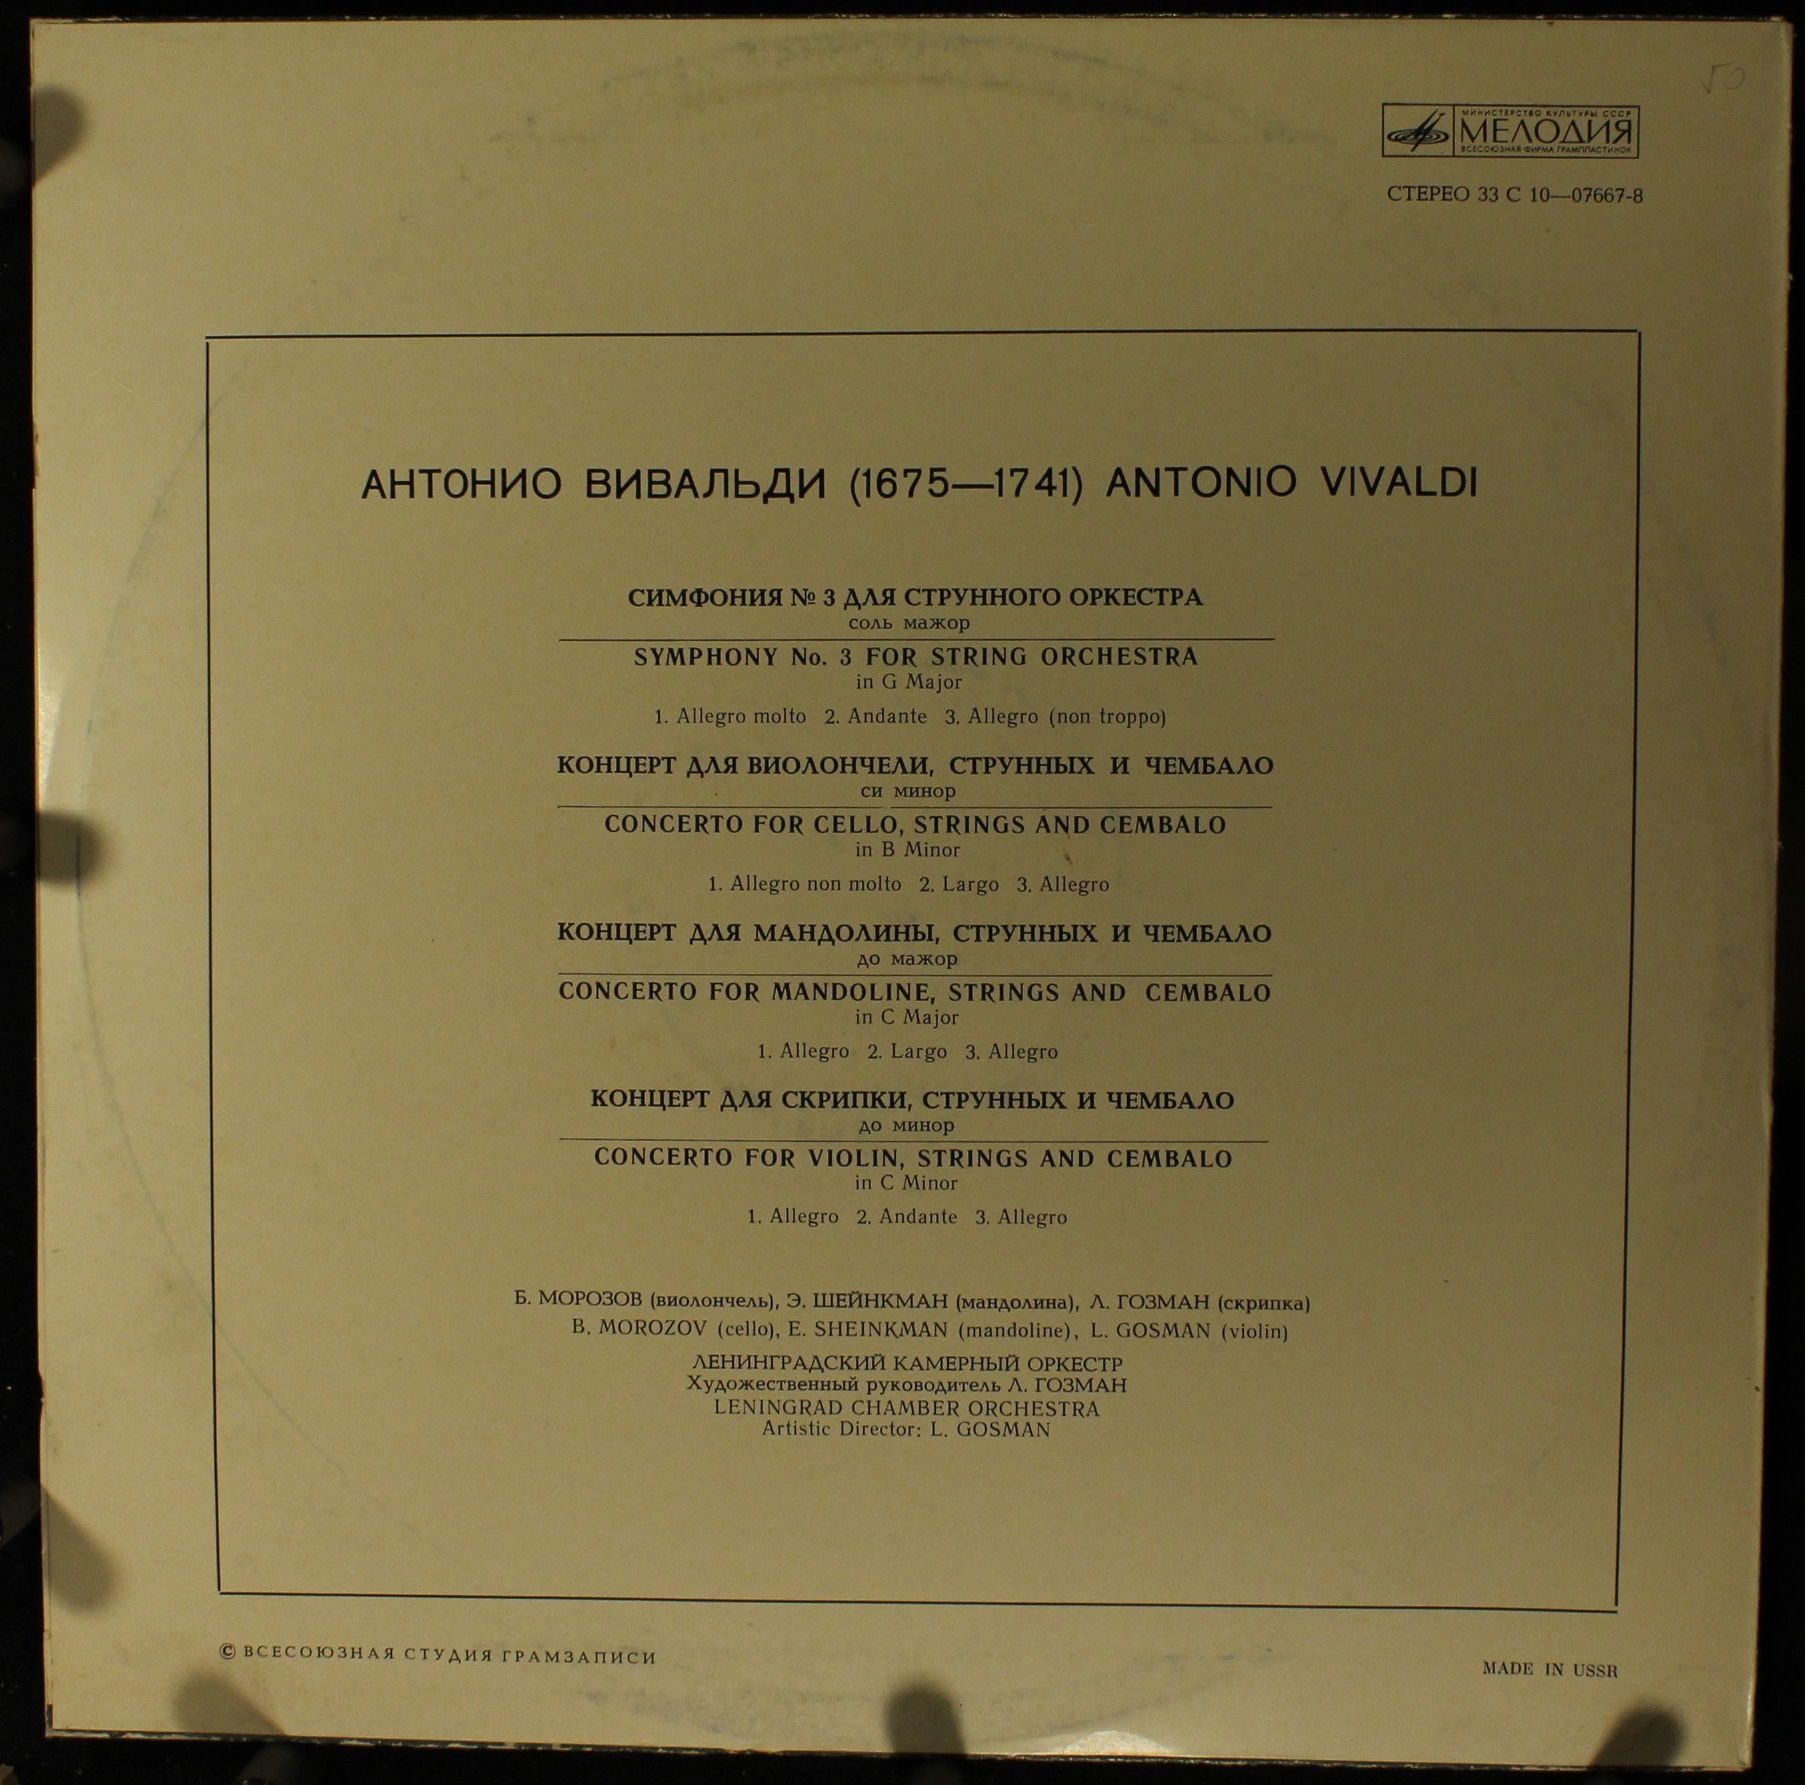 50
МИНИСТЕРСТВО КУЛЬТУРЫ СССР
МЕЛОДИЯ
ВСЕСОЮЗНАЯ ФИРМА ГРАМПЛАСТИНОК
СТЕРЕО 33 С 10—07667-8
АНТОНИО ВИВАЛЬДИ (1675—1741) ANTONIO VIVALDI
СИМФОНИЯ № 3 ДЛЯ СТРУННОГО ОРКЕСТРА
соль мажор
SYMPHONY No. 3 FOR STRING ORCHESTRA
in G Major
1. Allegro molto 2. Andante 3. Allegro (non troppo)
КОНЦЕРТ ДЛЯ ВИОЛОНЧЕЛИ, СТРУННЫХ И ЧЕМБАЛО
си минор
CONCERTO FOR CELLO, STRINGS AND CEMBALO
in B Minor
1. Allegro non molto 2. Largo 3. Allegro
КОНЦЕРТ ДЛЯ МАНДОЛИНЫ, СТРУННЫХ И ЧЕМБАЛО
до мажор
CONCERTO FOR MANDOLINE, STRINGS AND CEMBALO
in C Major
1. Allegro 2. Largo 3. Allegro
КОНЦЕРТ ДЛЯ СКРИПКИ, СТРУННЫХ И ЧЕМБАЛО
до минор
CONCERTO FOR VIOLIN, STRINGS AND CEMBALO
in C Minor
1. Allegro 2. Andante 3. Allegro
Б. МОРОЗОВ (виолончель), Э. ШЕЙНКМАН (мандолина), Л. ГОЗМАН (скрипка)
B. MOROZOV (cello), E. SHEINKMAN (mandoline), L. GOSMAN (violin)
ЛЕНИНГРАДСКИЙ КАМЕРНЫЙ ОРКЕСТР
Художественный руководитель Л. ГОЗМАН
LENINGRAD CHAMBER ORCHESTRA
Artistic Director: L. GOSMAN
© ВСЕСОЮЗНАЯ СТУДИЯ ГРАМЗАПИСИ
MADE IN USSR